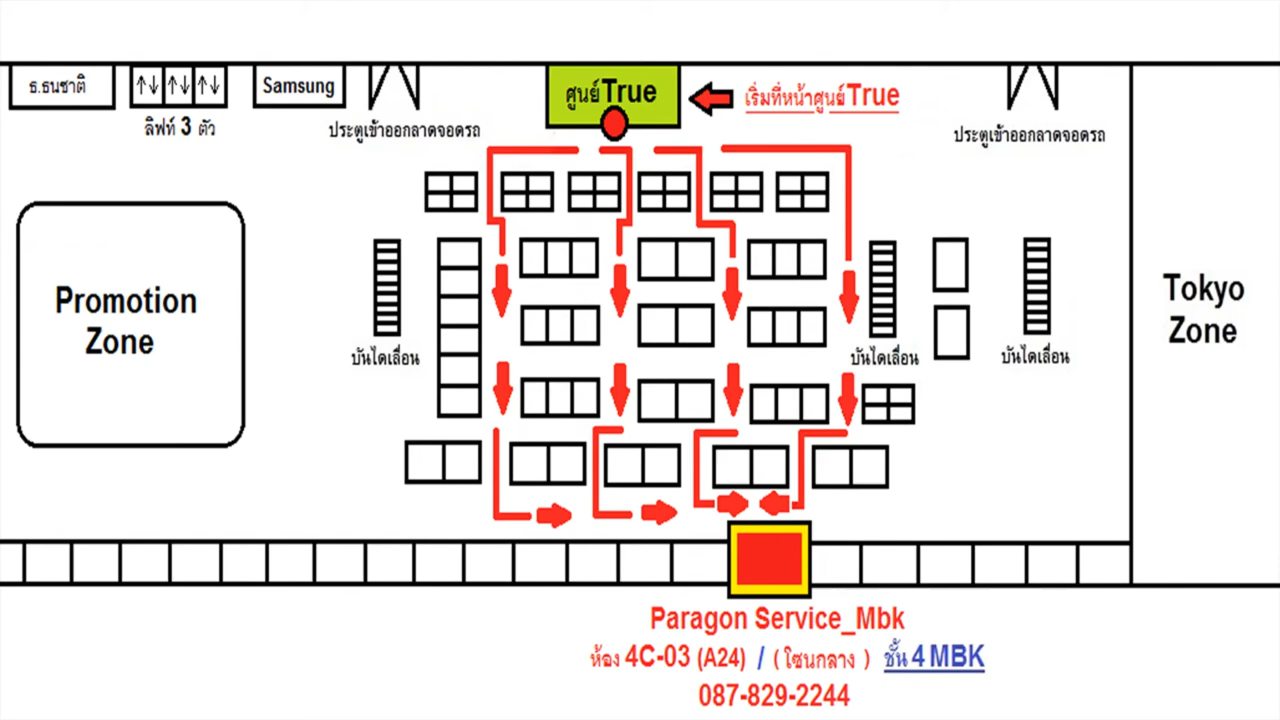 ธ.ธนชาติ
ลิฟท์ 3 ตัว
Samsung
ประตูเข้าออกลาดจอดรถ
ศูนย์ True
เริ่มที่หน้าศูนย์ True
ประตูเข้าออกลาดจอดรถ
Promotion
Zone
บันไดเลื่อน
บันไดเลื่อน
บันไดเลื่อน
Tokyo
Zone
Paragon Service_Mbk
ห้อง 4C-03 (A24) / ( โซนกลาง ) ชั้น 4 MBK
087-829-2244